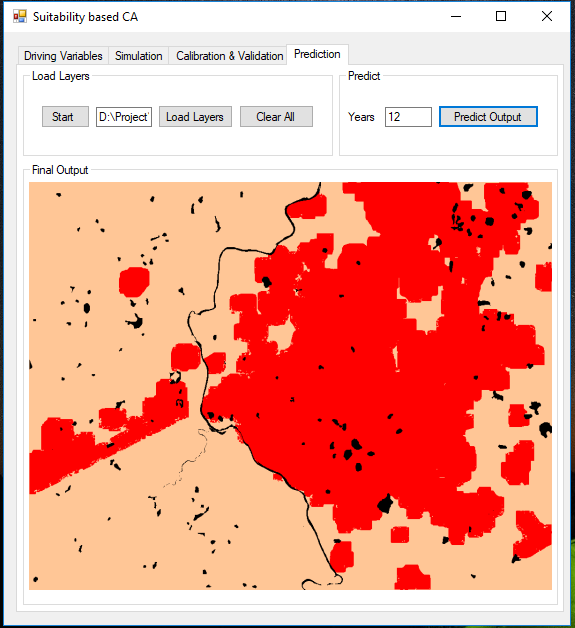 Suitability based CA
Driving Variables Simulation Calibration & Validation Prediction
Load Layers Predict
Start D:\Project\ Load Layers Clear All Years 12 Predict Output
Final Output